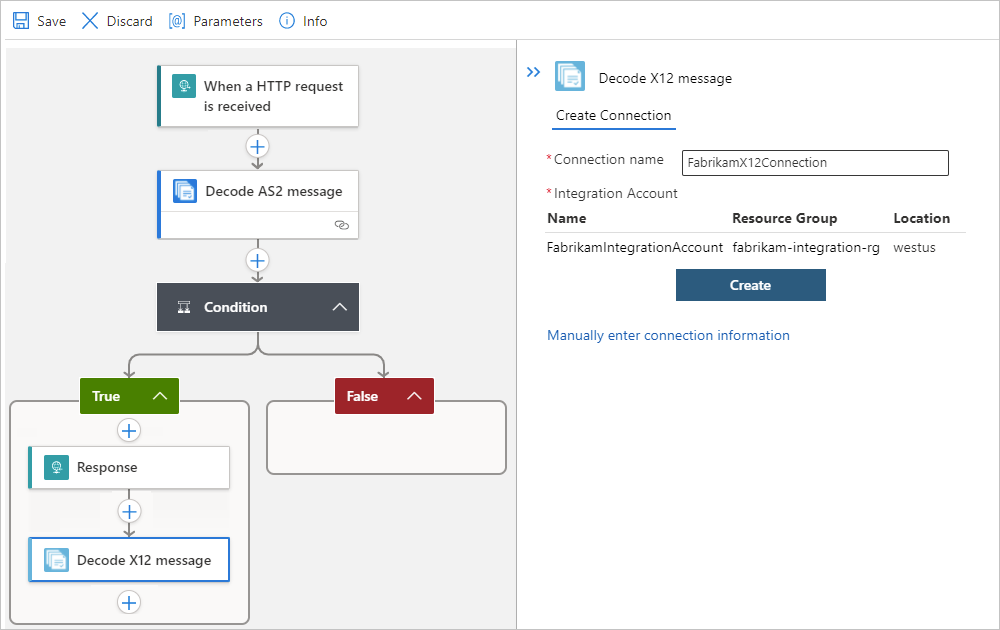 Save Discard Parameters Info
When a HTTP request
is received
Decode AS2 message
Condition
True
False
Response
Decode X12 message
Decode X12 message
Create Connection
*Connection name FabrikamX12Connection
*Integration Account
Name Resource Group Location
FabrikamIntegrationAccount fabrikam-integration-rg westus
Create
Manually enter connection information